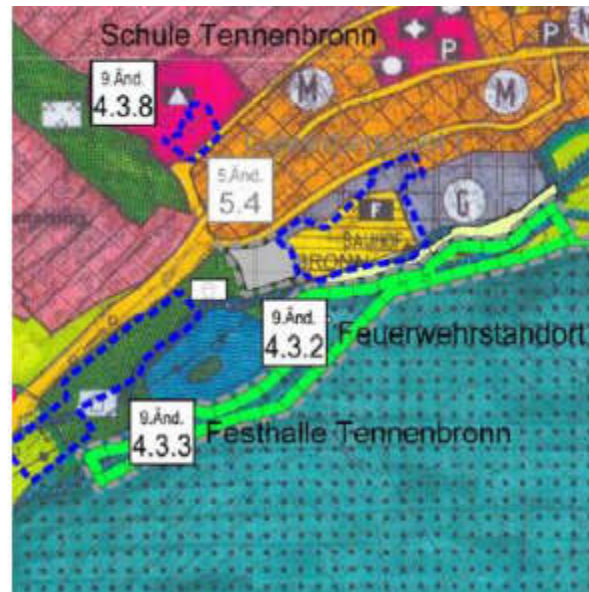 Schule Tennenbronn
P
P
9.Änd.
4.3.8
M
M
5.Änd.
5.4
F
G
BAUHOF
9.Änd.
4.3.2
Feuerwehrstandort
9.Änd.
4.3.3
Festhalle Tennenbronn